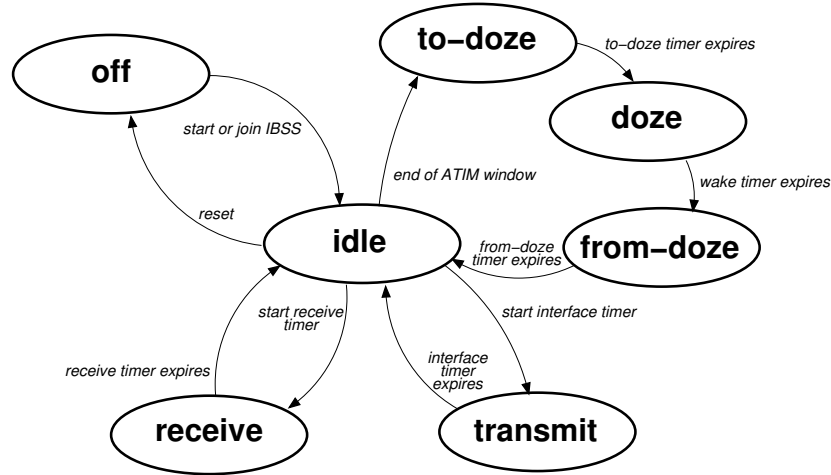 to–doze
to–doze timer expires
off
doze
start or join IBSS
end of ATIM window
wake timer expires
reset
idle
from–doze
timer expires
from–doze
start receive
timer
start interface timer
receive timer expires
interface
timer
expires
receive
transmit